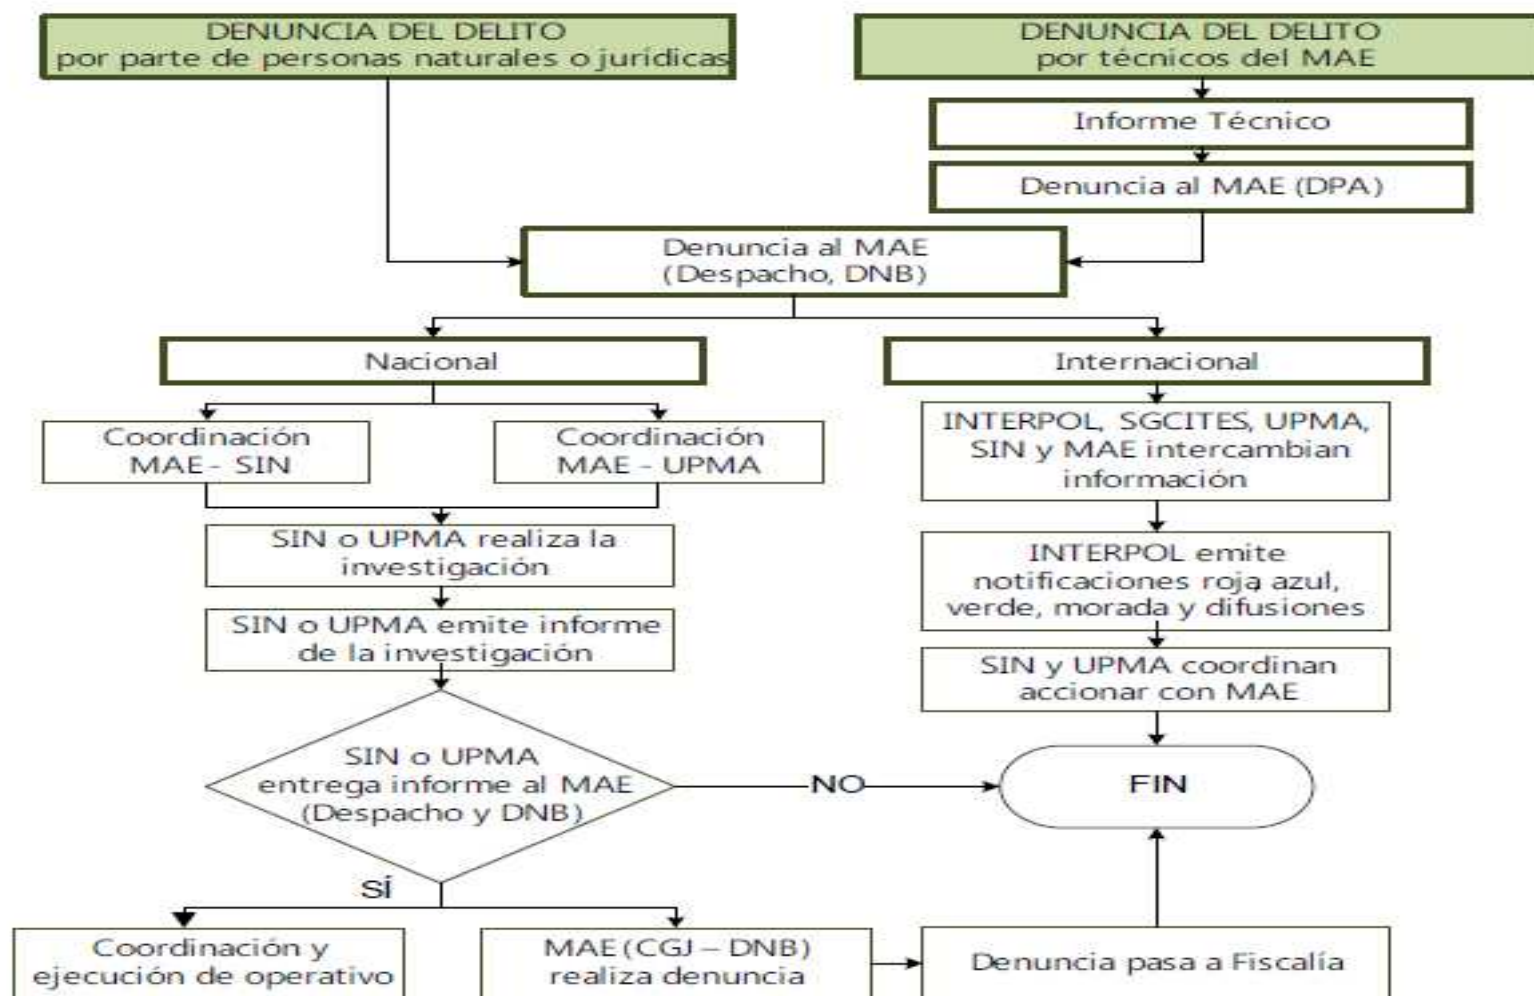 DENUNCIA DEL DELITO
por parte de personas naturales o jurídicas
DENUNCIA DEL DELITO
por técnicos del MAE
Informe Técnico
Denuncia al MAE (DPA)
Denuncia al MAE
(Despacho, DNB)
Nacional
Internacional
Coordinación
MAE - SIN
Coordinación
MAE - UPMA
INTERPOL, SGCITES, UPMA,
SIN y MAE intercambian
información
SIN o UPMA realiza la
investigación
INTERPOL emite
notificaciones roja, azul,
verde, morada y difusiones
SIN o UPMA emite informe
de la investigación
SIN y UPMA coordinan
accionar con MAE
SIN o UPMA
entrega informe al MAE
(Despacho y DNB)
NO
FIN
SÍ
Coordinación y
ejecución de operativo
MAE (CGJ – DNB)
realiza denuncia
Denuncia pasa a Fiscalía